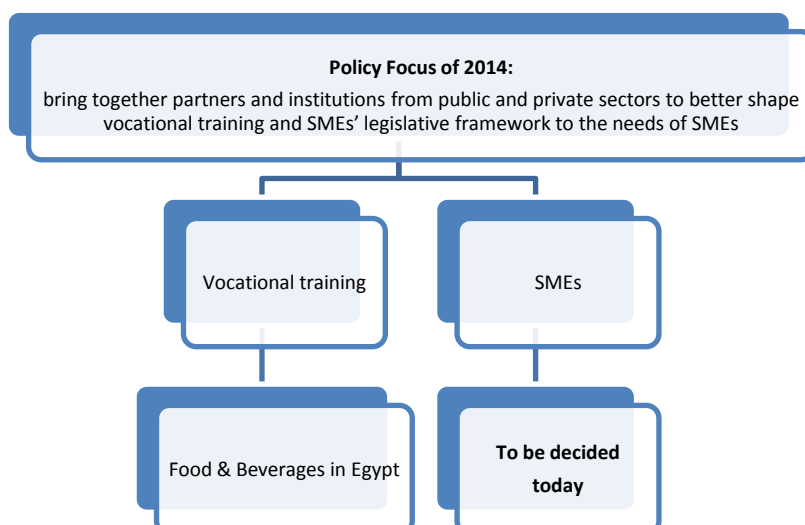 Policy Focus of 2014:
bring together partners and institutions from public and private sectors to better shape
vocational training and SMEs’ legislative framework to the needs of SMEs
Vocational training
SMEs
Food & Beverages in Egypt
To be decided
today